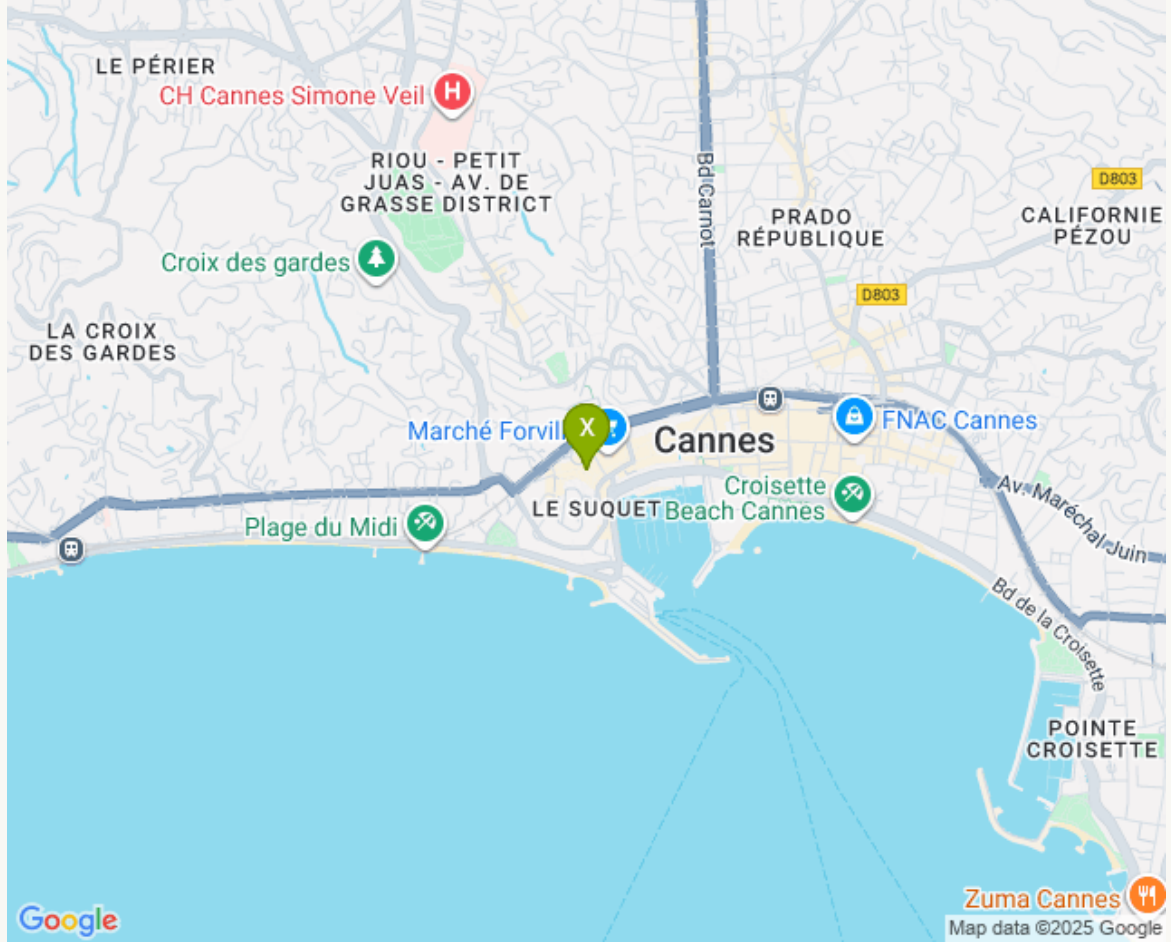 LE PÉRIER
CH Cannes Simone Veil
H
RIOU - PETIT
JUAS - AV. DE
GRASSE DISTRICT
Bd Carnot
D803
PRADO
RÉPUBLIQUE
CALIFORNIE
PÉZOU
Croix des gardes
D803
LA CROIX
DES GARDES
Marché Forvil
X
Cannes
FNAC Cannes
LE SUQUET
Croisette
Beach Cannes
Av. Maréchal Juin
Plage du Midi
Bd de la Croisette
POINTE
CROISETTE
Zuma Cannes
Google
Map data ©2025 Google